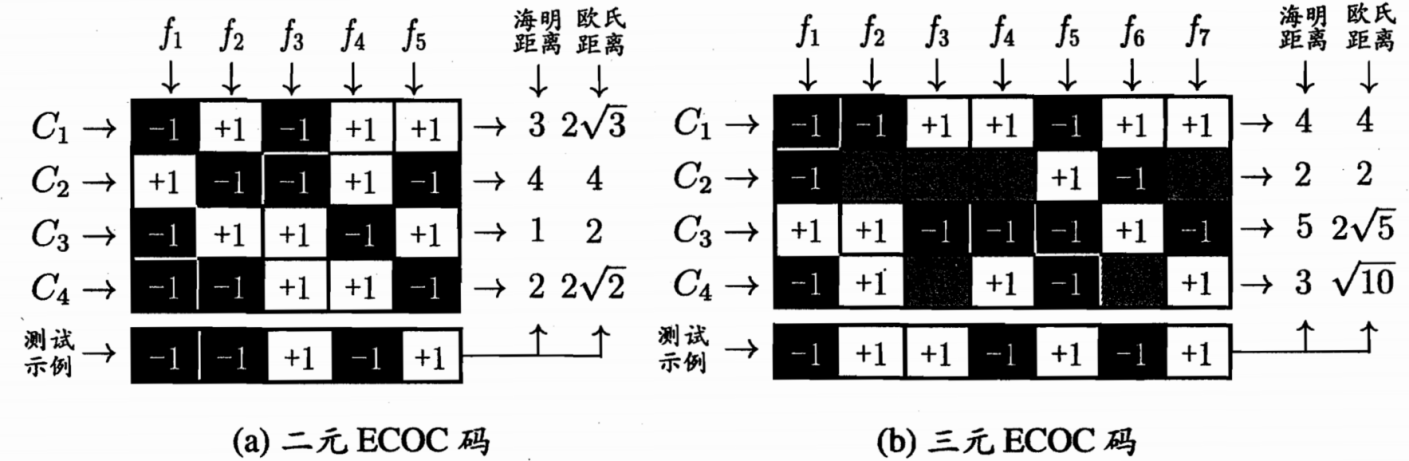 f1 f2 f3 f4 f5 海明距离 欧氏距离
C1 → -1 +1 -1 +1 +1 → 3 2√3
C2 → +1 -1 -1 +1 -1 → 4 4
C3 → -1 +1 +1 -1 +1 → 1 2
C4 → -1 -1 +1 +1 -1 → 2 2√2
测试示例 → -1 -1 +1 -1 +1
(a) 二元 ECOC 码
f1 f2 f3 f4 f5 f6 f7 海明距离 欧氏距离
C1 → -1 -1 +1 +1 -1 +1 +1 → 4 4
C2 → -1 +1 -1 → 2 2
C3 → +1 +1 -1 -1 -1 +1 -1 → 5 2√5
C4 → -1 +1 +1 -1 +1 → 3 √10
测试示例 → -1 +1 +1 -1 +1 -1 +1
(b) 三元 ECOC 码